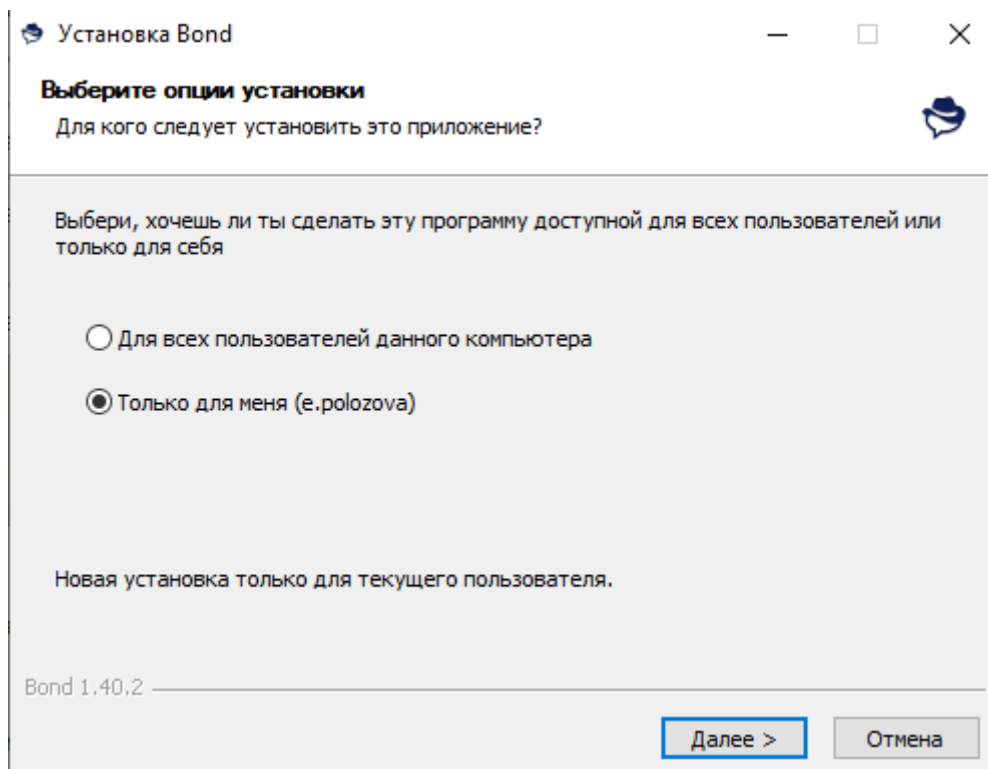 Установка Bond
Выберите опции установки
Для кого следует установить это приложение?
Выбери, хочешь ли ты сделать эту программу доступной для всех пользователей или
только для себя
Для всех пользователей данного компьютера
Только для меня (e.polozova)
Новая установка только для текущего пользователя.
Bond 1.40.2
Далее >
Отмена